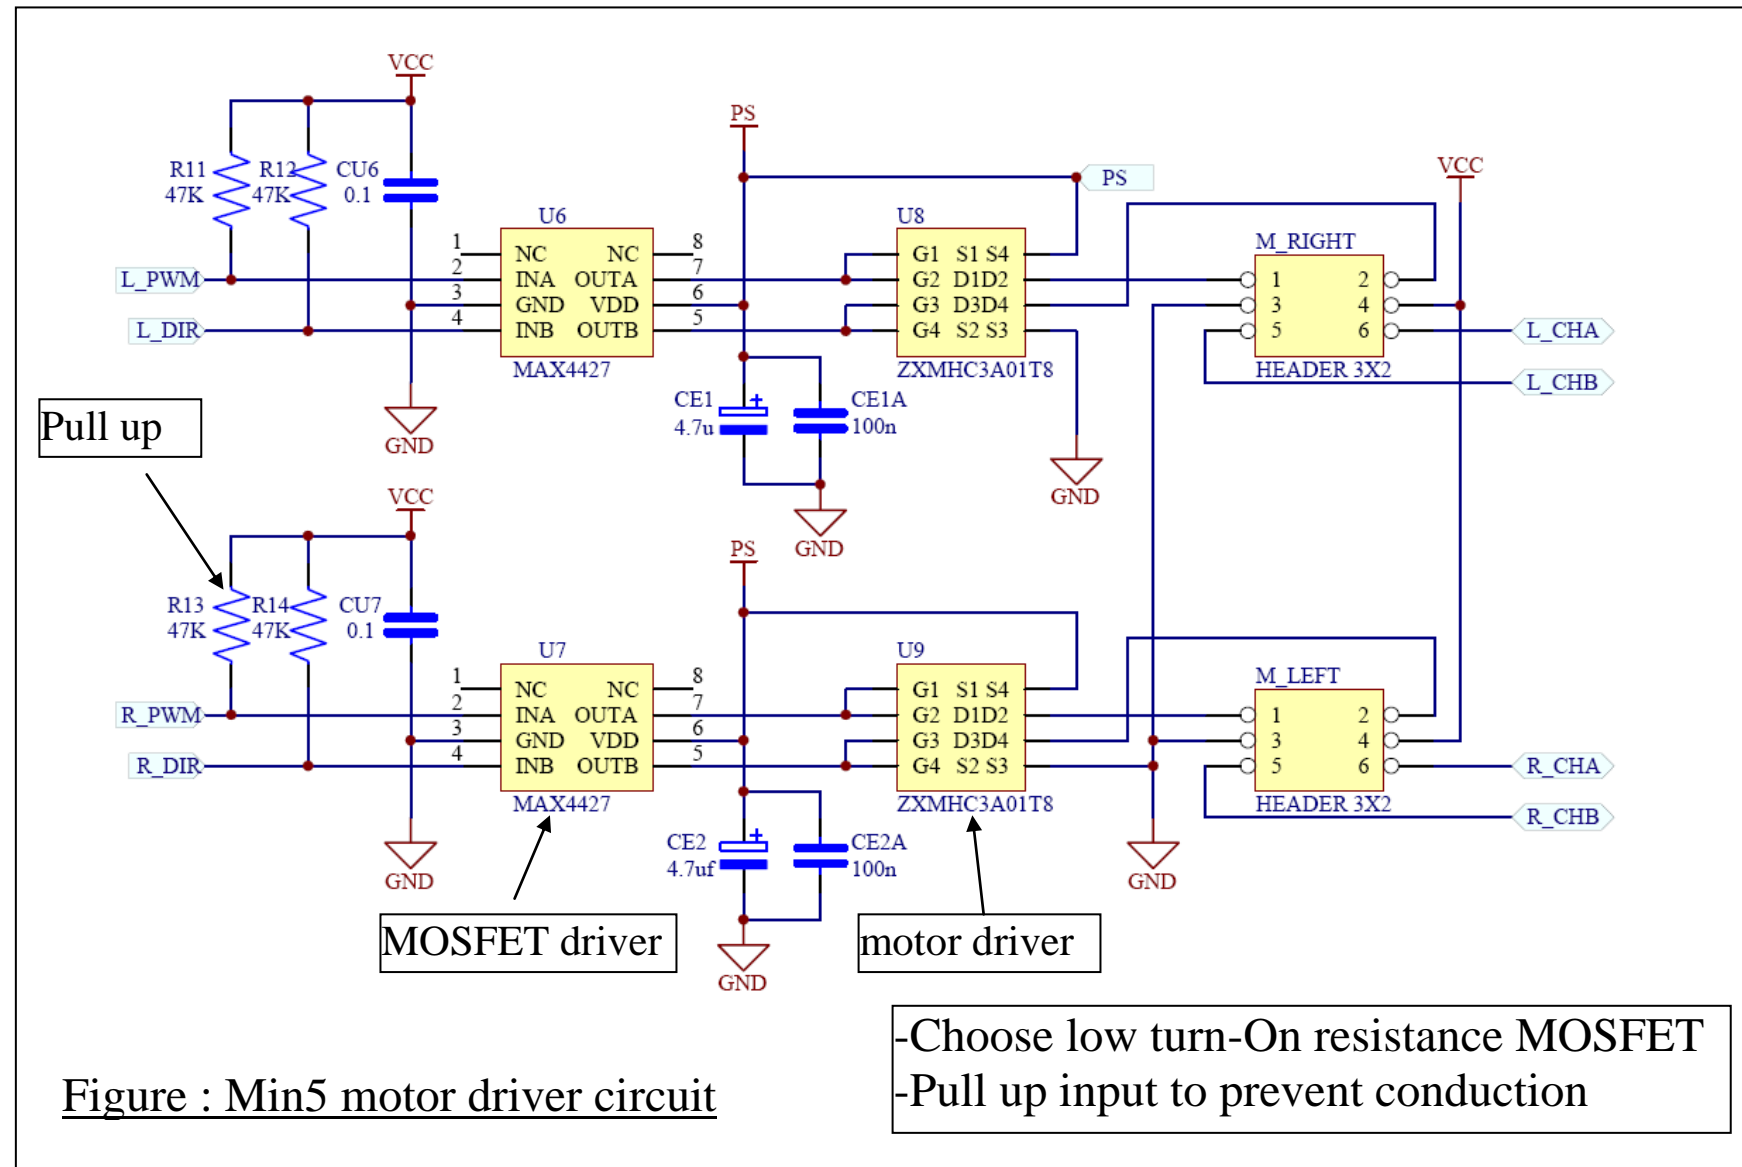 VCC
PS
R11
47K
R12
47K
CU6
0.1
PS
VCC
U6
U8
M_RIGHT
1 NC NC 8
L_PWM 2 INA OUTA 7
3 GND VDD 6
L_DIR 4 INB OUTB 5
MAX4427
G1 S1 S4
G2 D1D2
G3 D3D4
G4 S2 S3
ZXMHC3A01T8
1 2
3 4
5 6
HEADER 3X2
L_CHA
L_CHB
Pull up
GND
CE1
4.7u
+
CE1A
100n
GND
GND
VCC
PS
R13
47K
R14
47K
CU7
0.1
U7
U9
M_LEFT
1 NC NC 8
R_PWM 2 INA OUTA 7
3 GND VDD 6
R_DIR 4 INB OUTB 5
MAX4427
G1 S1 S4
G2 D1D2
G3 D3D4
G4 S2 S3
ZXMHC3A01T8
1 2
3 4
5 6
HEADER 3X2
R_CHA
R_CHB
GND
CE2
4.7uf
+
CE2A
100n
GND
MOSFET driver
motor driver
GND
-Choose low turn-On resistance MOSFET
-Pull up input to prevent conduction
Figure : Min5 motor driver circuit